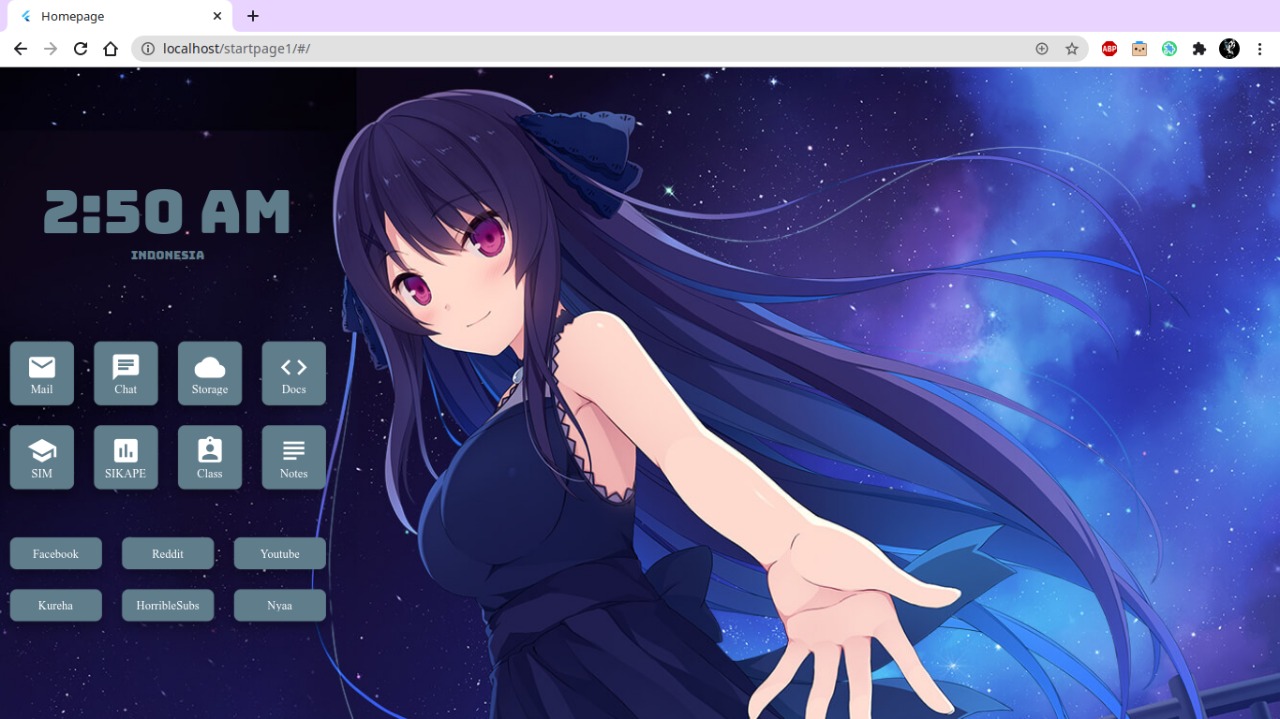 Homepage
localhost/startpage1/#/
ABP
2:50 AM
INDONESIA
Mail Chat Storage Docs
SIM SIKAPE Class Notes
Facebook Reddit Youtube
Kureha HorribleSubs Nyaa